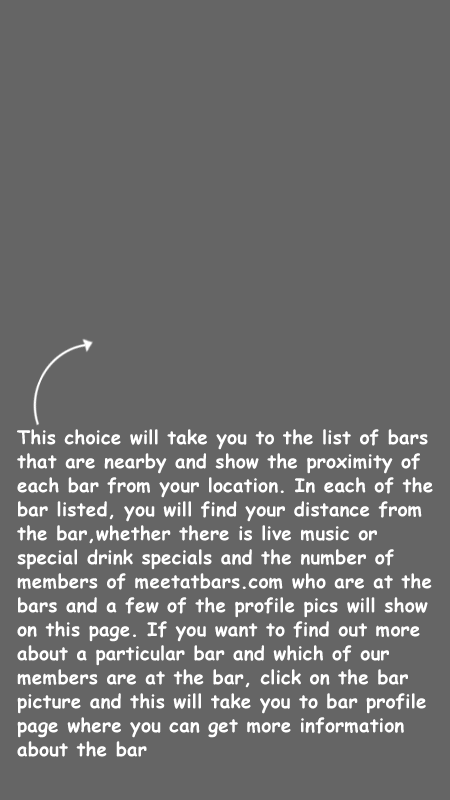 This choice will take you to the list of bars
that are nearby and show the proximity of
each bar from your location. In each of the
bar listed, you will find your distance from
the bar,whether there is live music or
special drink specials and the number of
members of meetatbars.com who are at the
bars and a few of the profile pics will show
on this page. If you want to find out more
about a particular bar and which of our
members are at the bar, click on the bar
picture and this will take you to bar profile
page where you can get more information
about the bar